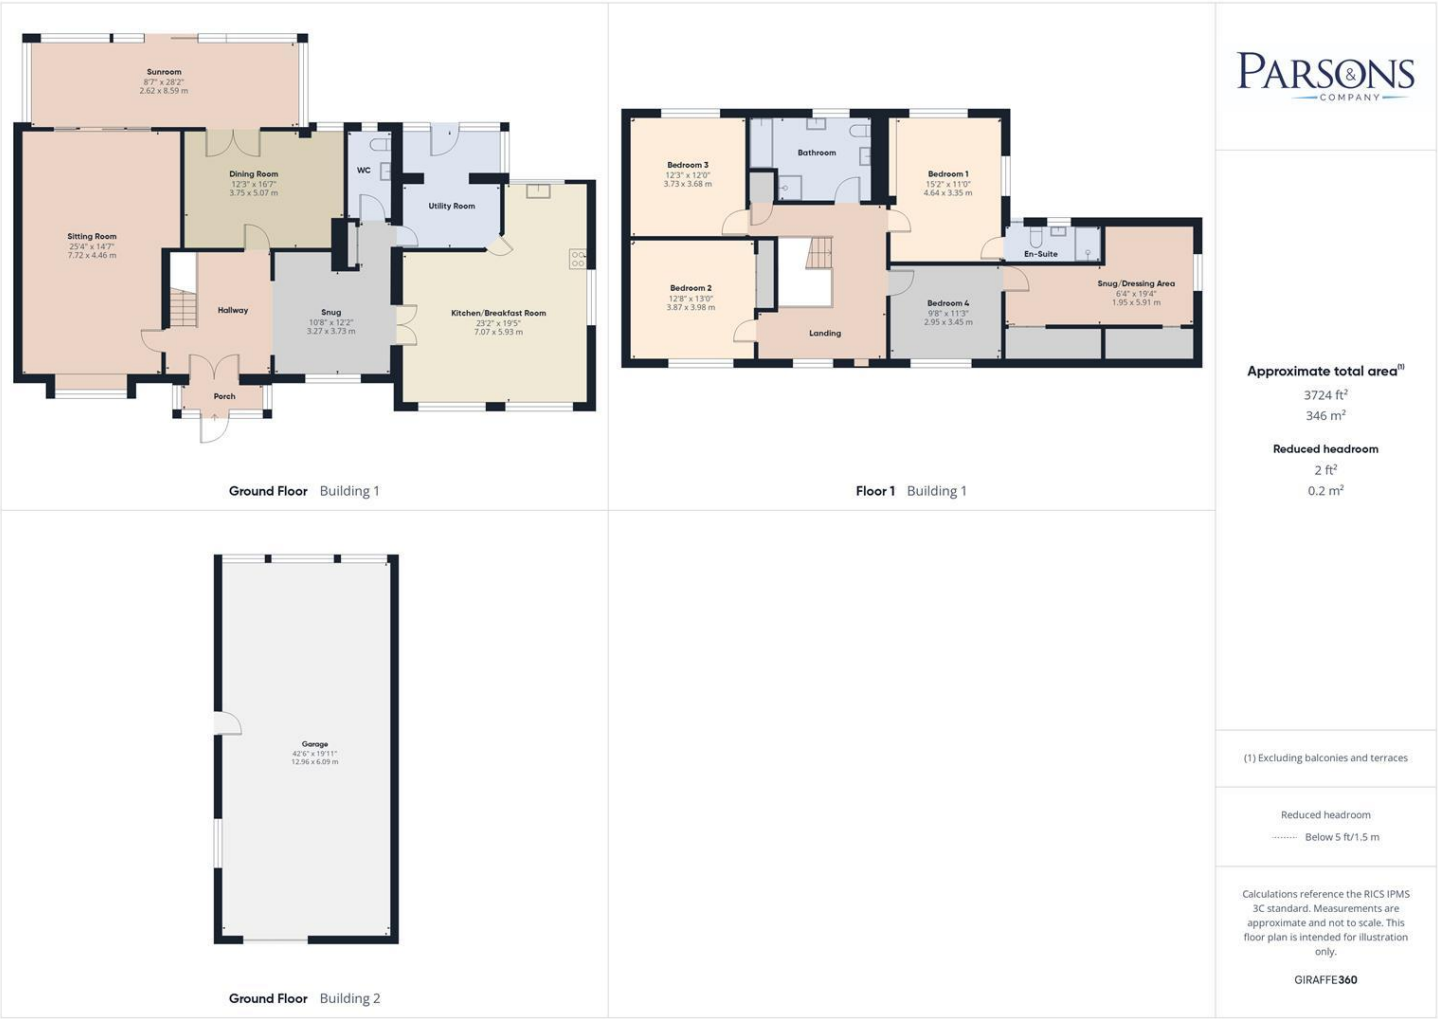 Sunroom
8'7" x 28'2"
2.62 x 8.59 m
Dining Room
12'3" x 16'7"
3.75 x 5.07 m
WC
Utility Room
Sitting Room
25'4" x 14'7"
7.72 x 4.46 m
Hallway
Snug
10'8" x 12'2"
3.27 x 3.73 m
Kitchen/Breakfast Room
23'2" x 19'5"
7.07 x 5.93 m
Porch
Ground Floor Building 1
Bedroom 3
12'3" x 12'0"
3.73 x 3.68 m
Bathroom
Bedroom 1
15'2" x 11'0"
4.64 x 3.35 m
En-Suite
Bedroom 2
12'8" x 13'0"
3.87 x 3.98 m
Landing
Bedroom 4
9'8" x 11'3"
2.95 x 3.45 m
Snug/Dressing Area
6'4" x 19'4"
1.95 x 5.91 m
Floor 1 Building 1
Garage
42'6" x 19'11"
12.96 x 6.09 m
Ground Floor Building 2
PARSONS
&
COMPANY
Approximate total area(1)
3724 ft²
346 m²
Reduced headroom
2 ft²
0.2 m²
(1) Excluding balconies and terraces
Reduced headroom
Below 5 ft/1.5 m
Calculations reference the RICS IPMS
3C standard. Measurements are
approximate and not to scale. This
floor plan is intended for illustration
only.
GIRAFFE360